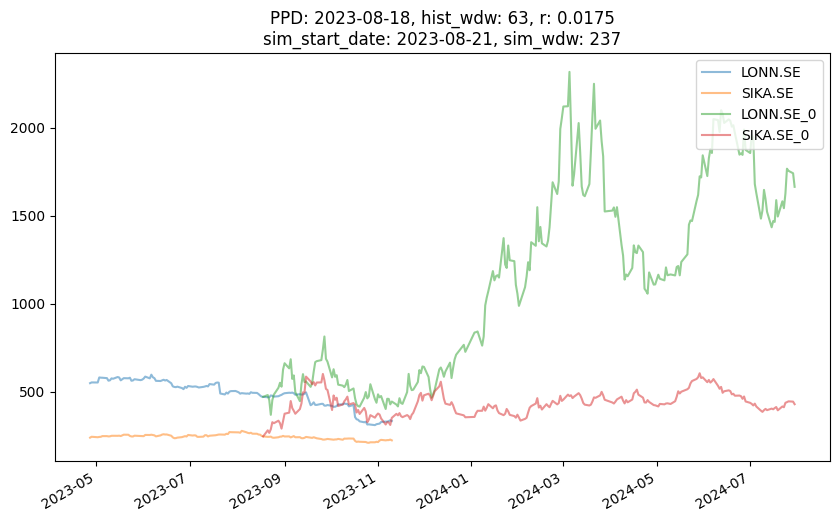 PPD: 2023-08-18, hist_wdw: 63, r: 0.0175
sim_start_date: 2023-08-21, sim_wdw: 237
LONN.SE
SIKA.SE
LONN.SE_0
SIKA.SE_0
2000
1500
1000
500
2023-05
2023-07
2023-09
2023-11
2024-01
2024-03
2024-05
2024-07